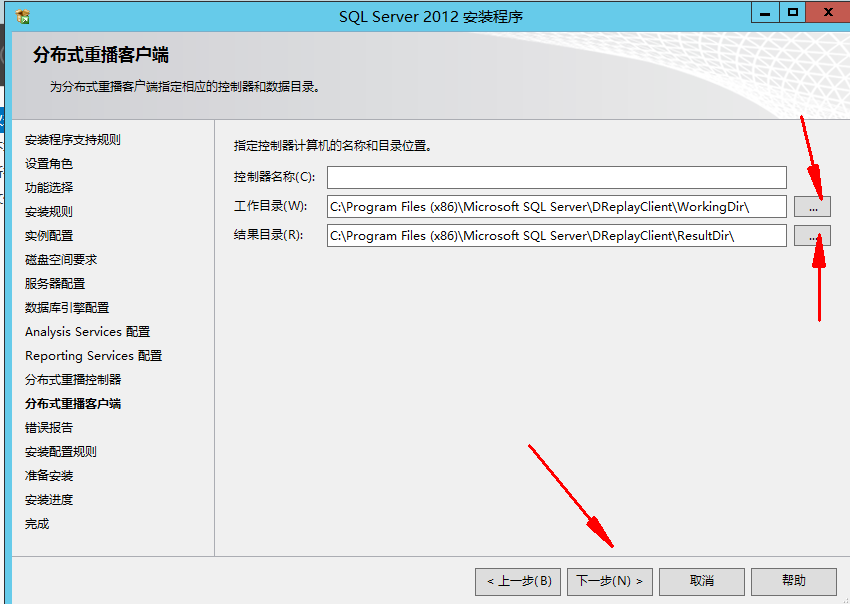 SQL Server 2012 安装程序
分布式重播客户端
为分布式重播客户端指定相应的控制器和数据目录。
安装程序支持规则
设置角色
功能选择
安装规则
实例配置
磁盘空间要求
服务器配置
数据库引擎配置
Analysis Services 配置
Reporting Services 配置
分布式重播控制器
分布式重播客户端
错误报告
安装配置规则
准备安装
安装进度
完成
指定控制器计算机的名称和目录位置。
控制器名称(C):
工作目录(W): C:\Program Files (x86)\Microsoft SQL Server\DReplayClient\WorkingDir\ ...
结果目录(R): C:\Program Files (x86)\Microsoft SQL Server\DReplayClient\ResultDir\ ...
< 上一步(B) 下一步(N) > 取消 帮助